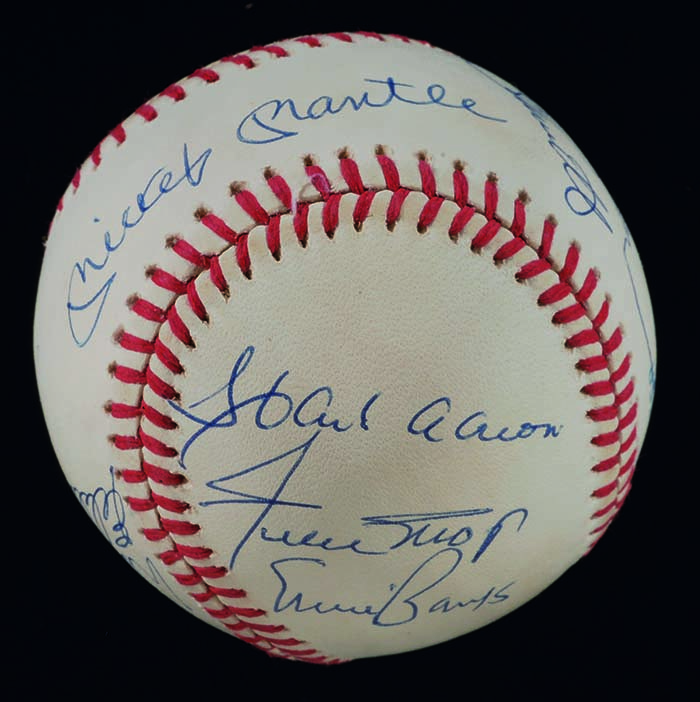 Mickey Mantle
Hank Aaron
Willie Mays
Ernie Banks